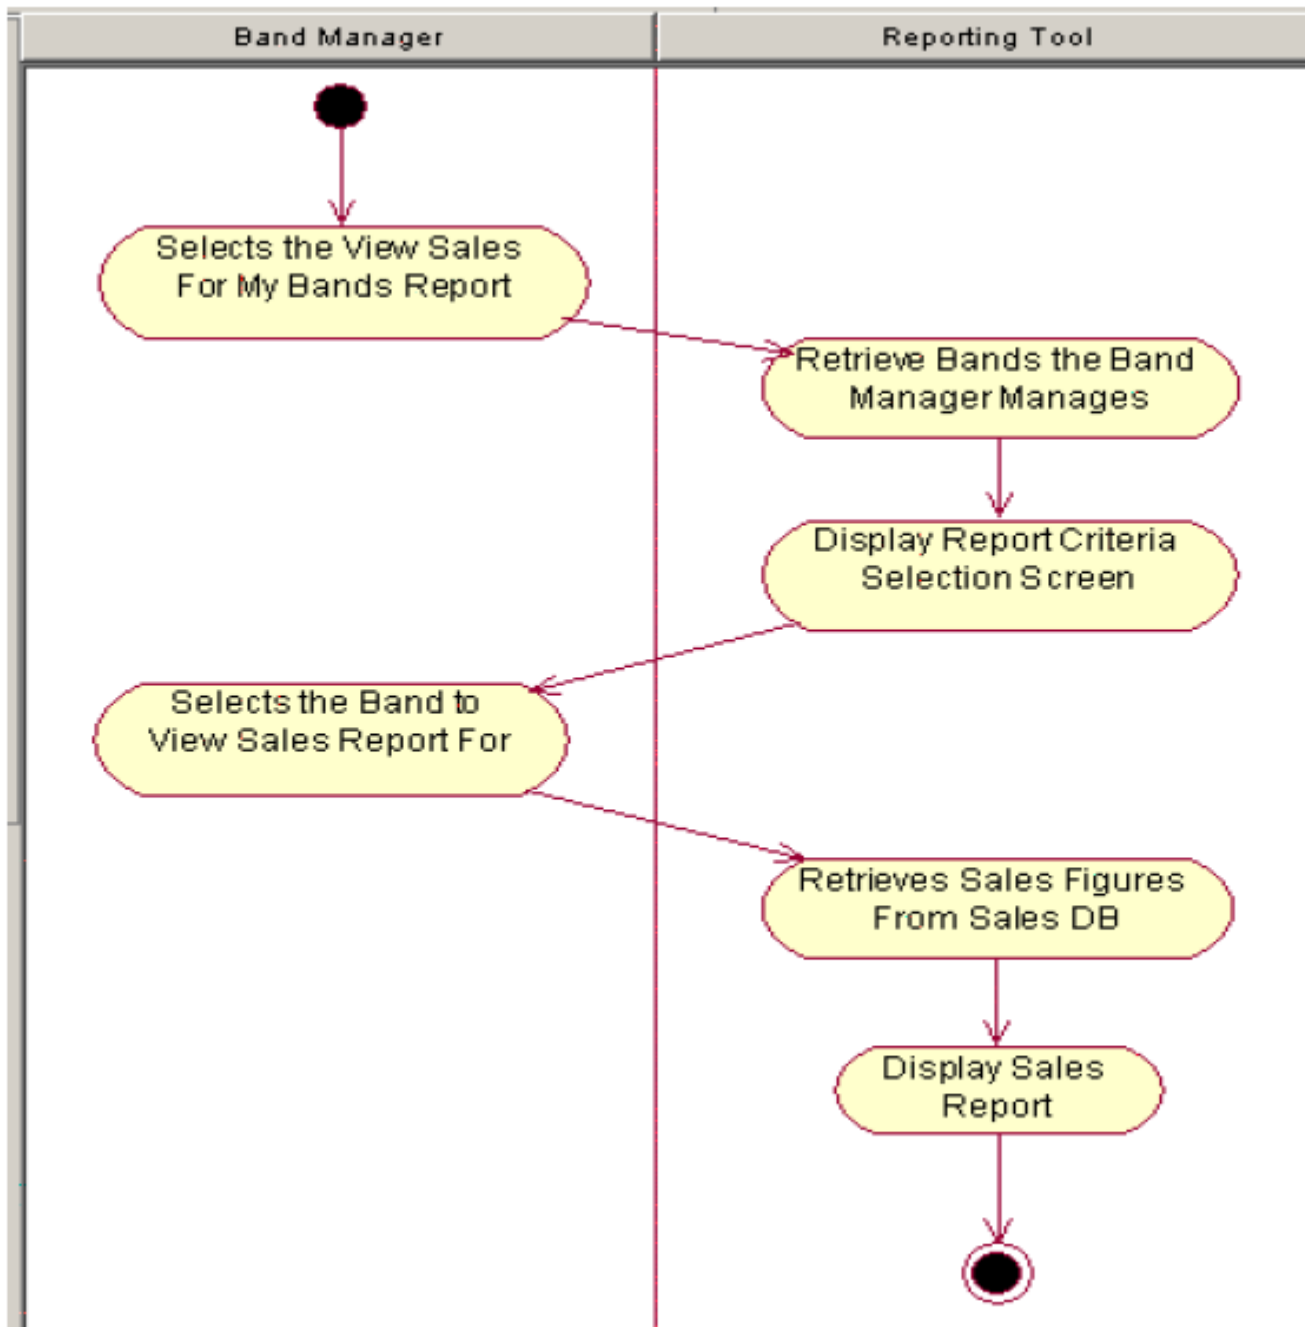 Band Manager
Reporting Tool
Selects the View Sales
For My Bands Report
Retrieve Bands the Band
Manager Manages
Display Report Criteria
Selection Screen
Selects the Band to
View Sales Report For
Retrieves Sales Figures
From Sales DB
Display Sales
Report